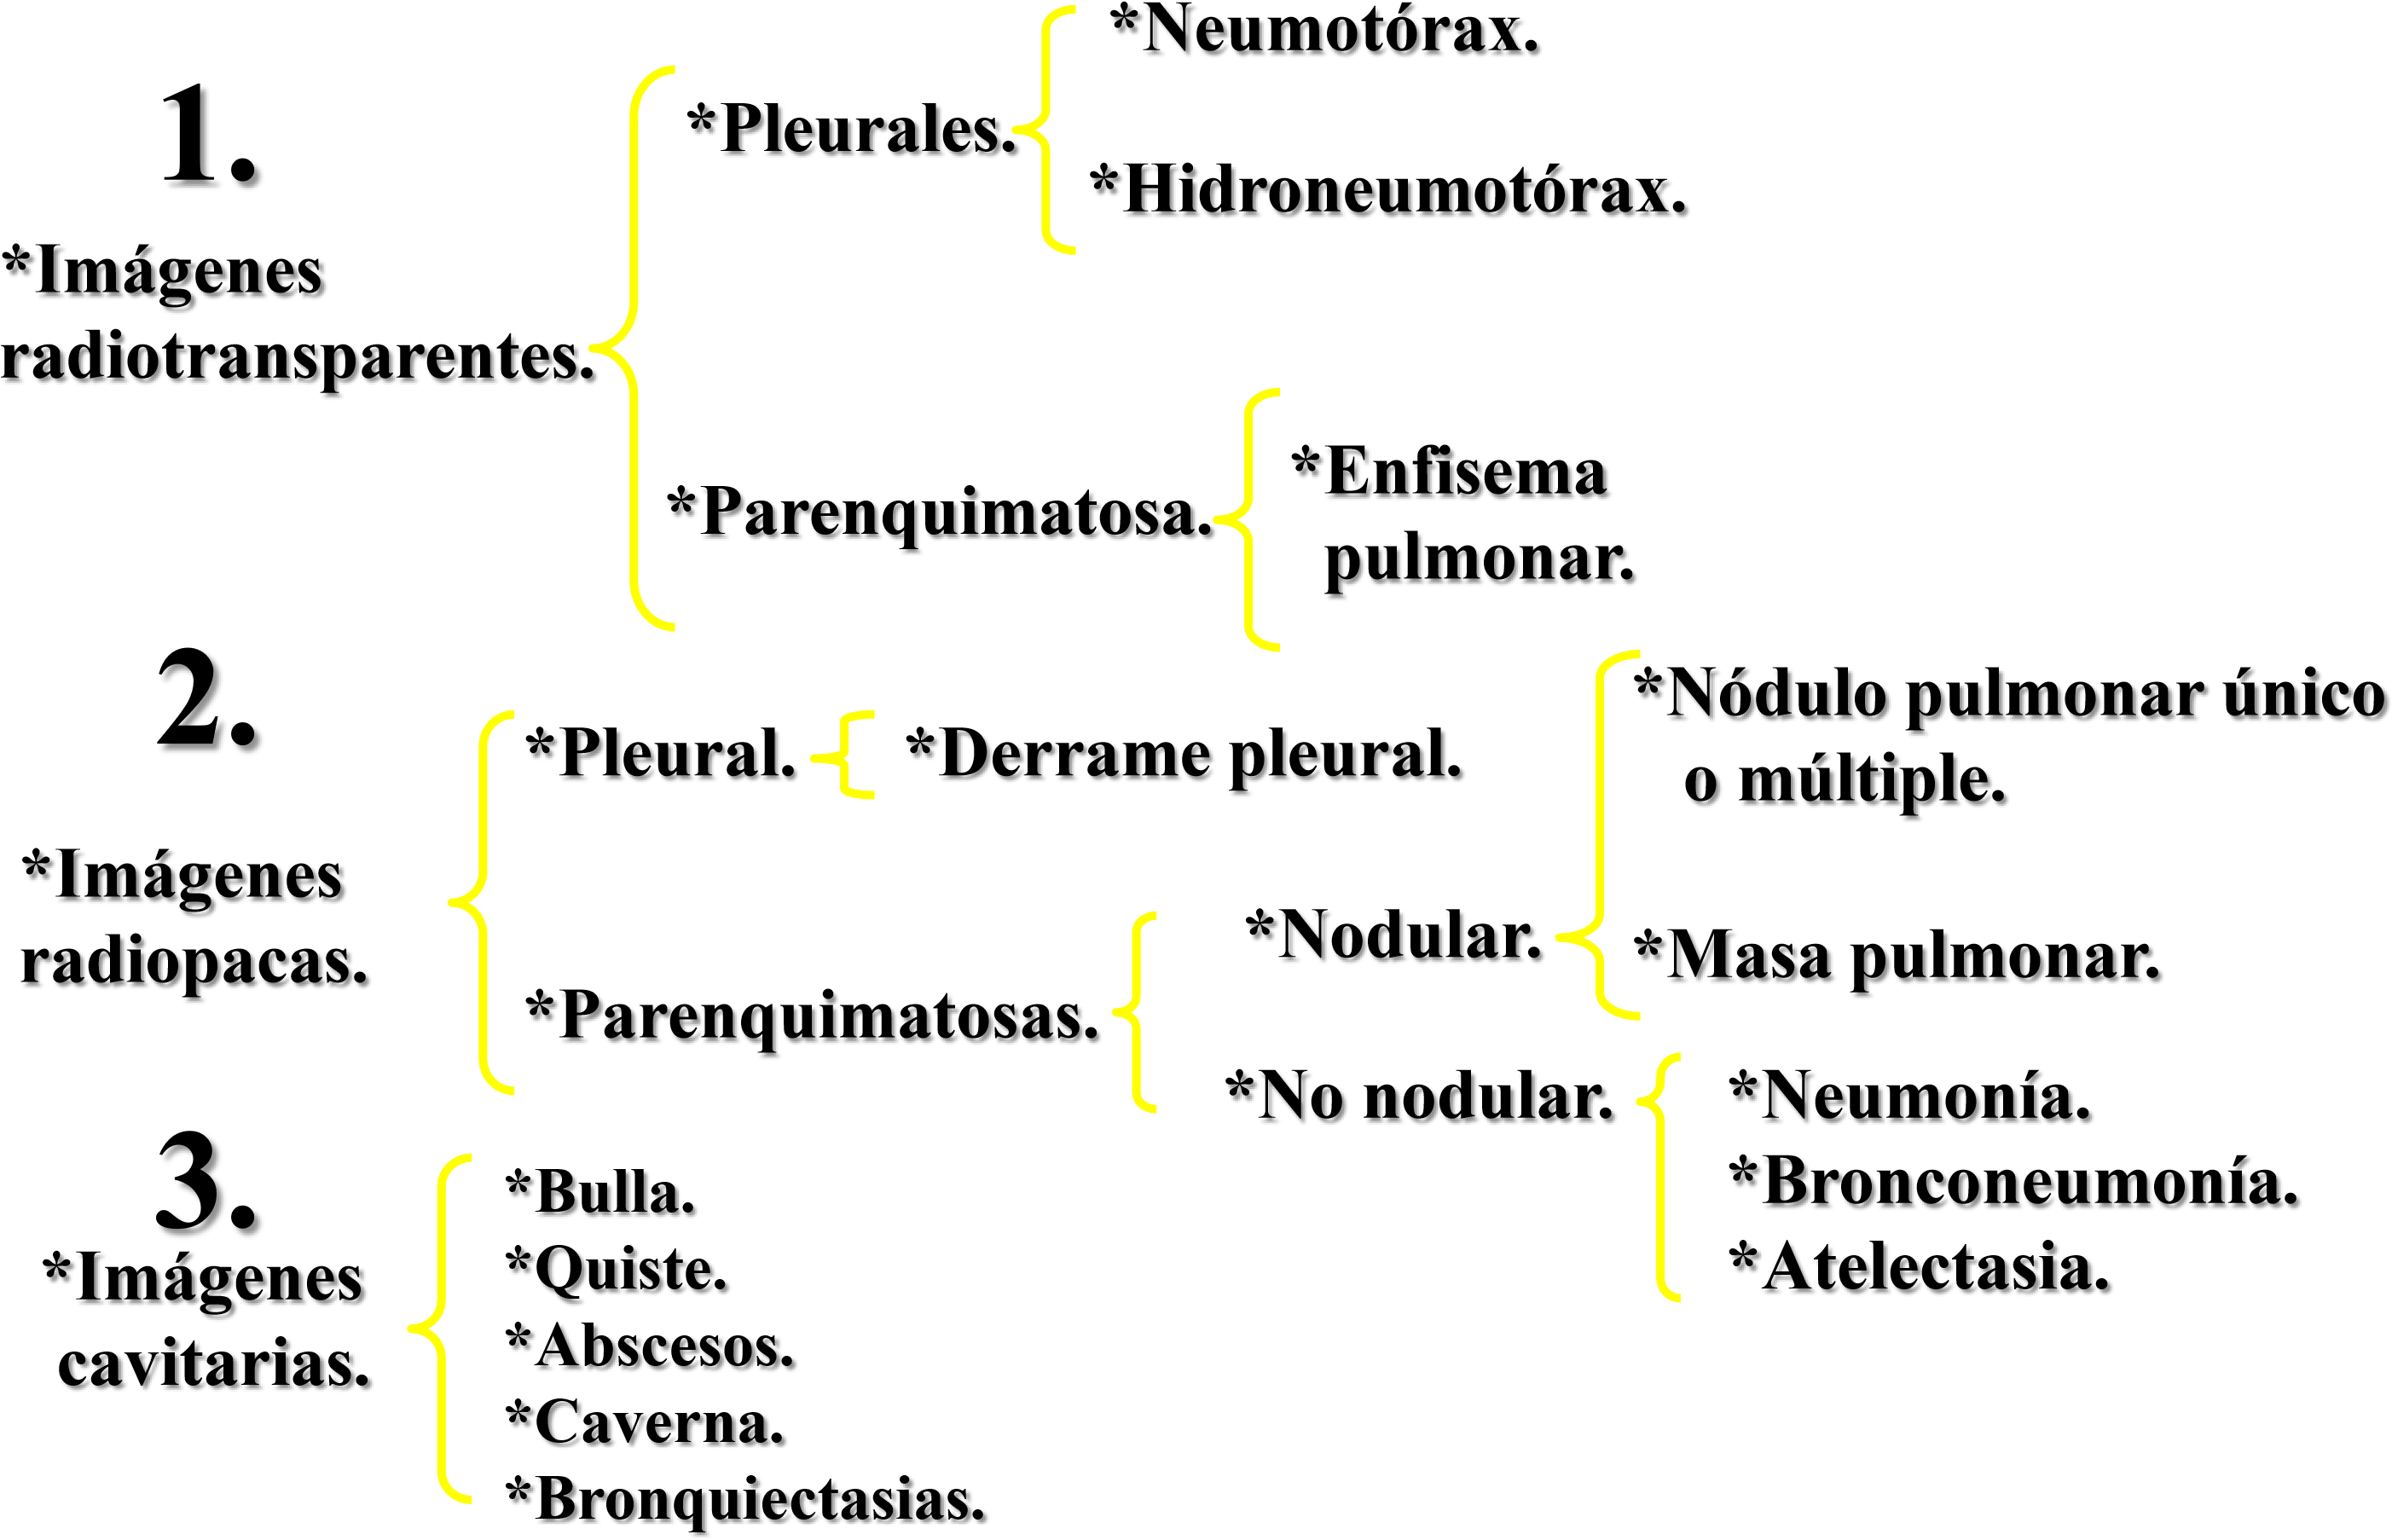 1.
*Imágenes
radiotransparentes.
*Pleurales.
*Neumotórax.
*Hidroneumotórax.
*Parenquimatosa.
*Enfisema
pulmonar.
2.
*Imágenes
radiopacas.
*Pleural.
*Derrame pleural.
*Parenquimatosas.
*Nodular.
*Nódulo pulmonar único
o múltiple.
*Masa pulmonar.
*No nodular.
*Neumonía.
*Bronconeumonía.
*Atelectasia.
3.
*Imágenes
cavitarias.
*Bulla.
*Quiste.
*Abscesos.
*Caverna.
*Bronquiectasias.